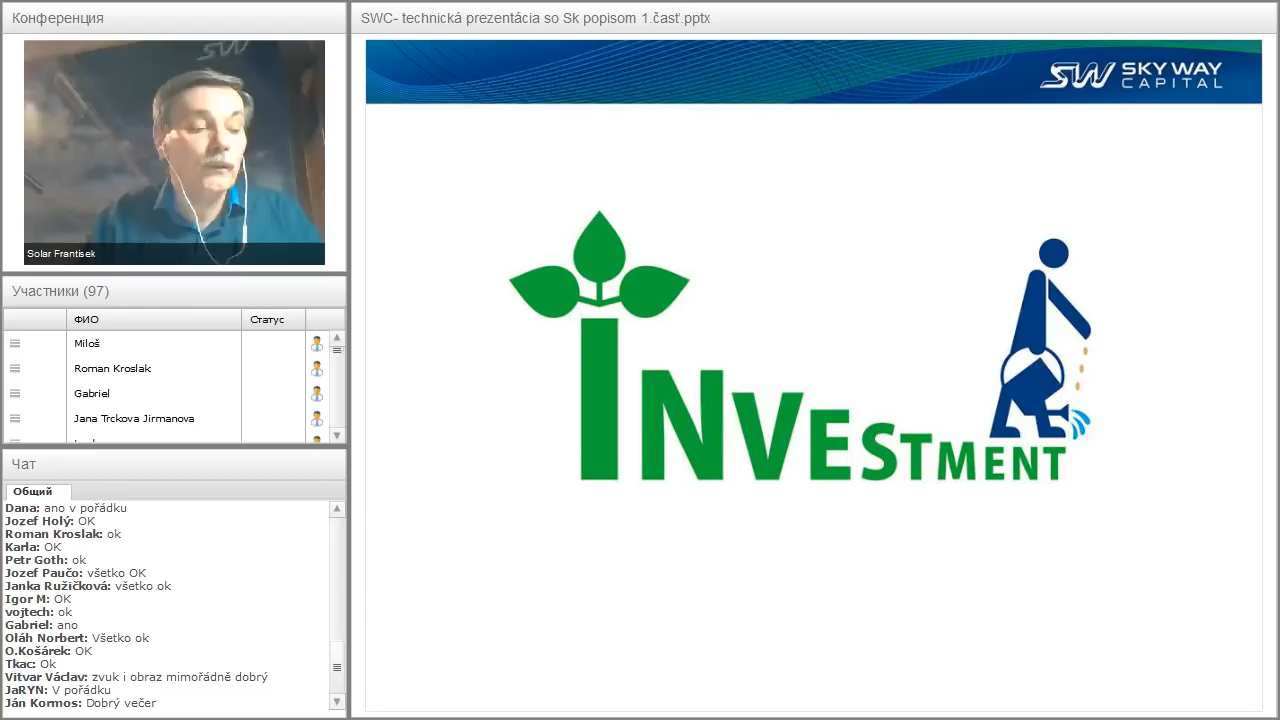 Конференция
Solar Frantisek
Участники (97)
ФИО
Статус
Miloš
Roman Kroslak
Gabriel
Jana Trckova Jirmanova
Чат
Общий
Dana: ano v pořádku
Jozef Holý: OK
Roman Kroslak: ok
Karla: OK
Petr Goth: ok
Jozef Paučo: všetko OK
Janka Ružičková: všetko ok
Igor M: OK
vojtech: ok
Gabriel: ano
Oláh Norbert: Všetko ok
O.Košárek: OK
Tkac: Ok
Vitvar Václav: zvuk i obraz mimořádně dobrý
JaRYN: V pořádku
Ján Kormos: Dobrý večer
SWC- technická prezentácia so Sk popisom 1.časť.pptx
SW SKY WAY
CAPITAL
INVESTMENT